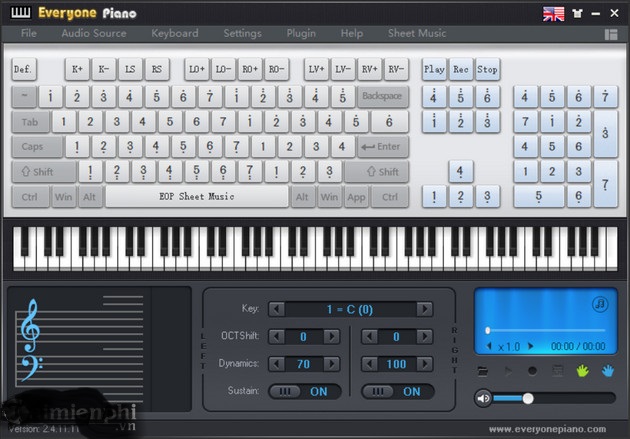 Everyone Piano
File Audio Source Keyboard Settings Plugin Help Sheet Music
Def. K+ K- LS RS LO+ LO- RO+ RO- LV+ LV- RV+ RV- Play Rec Stop
~ 1 2 3 4 5 6 7 1 2 3 4 5 Backspace 4 5 6 4 5 6 7
Tab 1 2 3 4 5 6 7 1 2 3 4 5 6 1 2 3 7 1 2 3
Caps 1 2 3 4 5 6 7 1 2 3 4 Enter 4 5 6
Shift 1 2 3 4 5 6 7 1 2 3 Shift 4 1 2 3 7
Ctrl Win Alt EOP Sheet Music Alt Win App Ctrl 1 2 3 5 6
Key: 1 = C (0)
LEFT
OCTShift: 0 0
RIGHT
Dynamics: 70 100
Sustain: ON ON
x1.0 00:00 / 00:00
Version: 2.4.11.11
www.everyonepiano.com